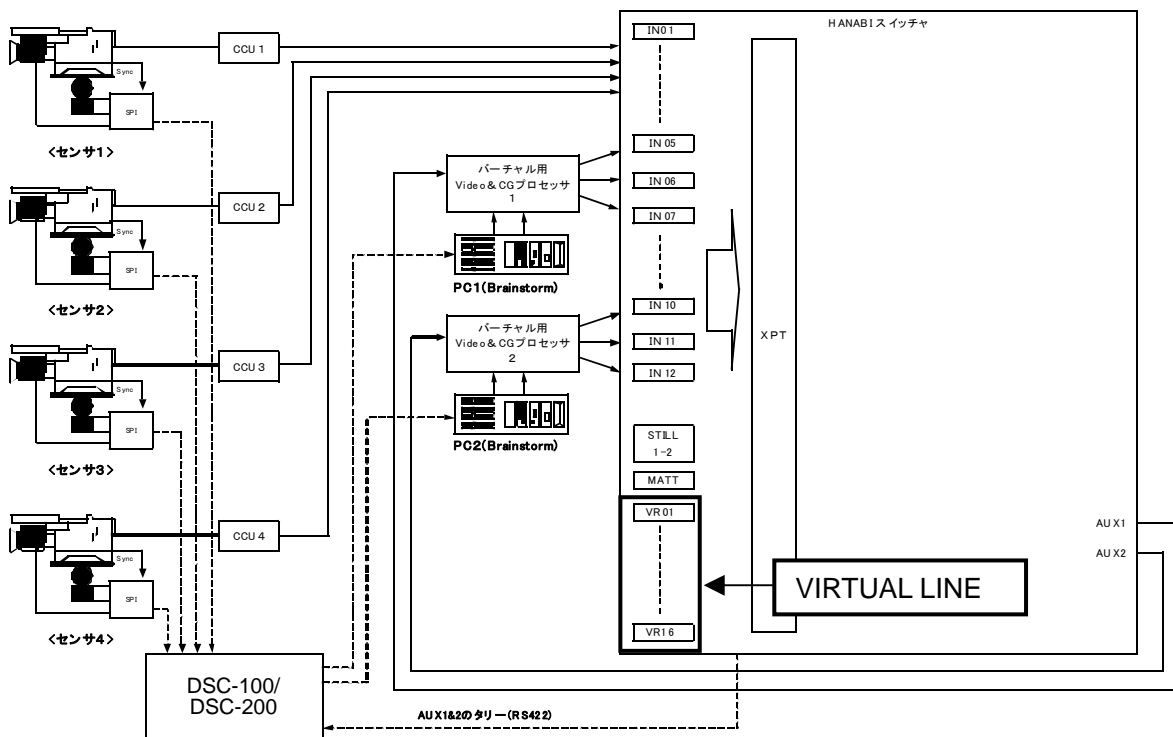 HANABIスイッチャ
CCU 1
IN01
Sync
SPI
<センサ1>
IN 05
バーチャル用
Video&CGプロセッサ
1
IN 06
CCU 2
IN 07
Sync
SPI
PC1(Brainstorm)
<センサ2>
IN 10
バーチャル用
Video&CGプロセッサ
2
IN 11
XPT
CCU 3
IN 12
Sync
SPI
PC2(Brainstorm)
STILL
1-2
<センサ3>
MATT
VR01
CCU 4
AUX1
AUX2
Sync
SPI
VIRTUAL LINE
<センサ4>
VR16
DSC-100/
DSC-200
AUX1&2のタリー(RS422)